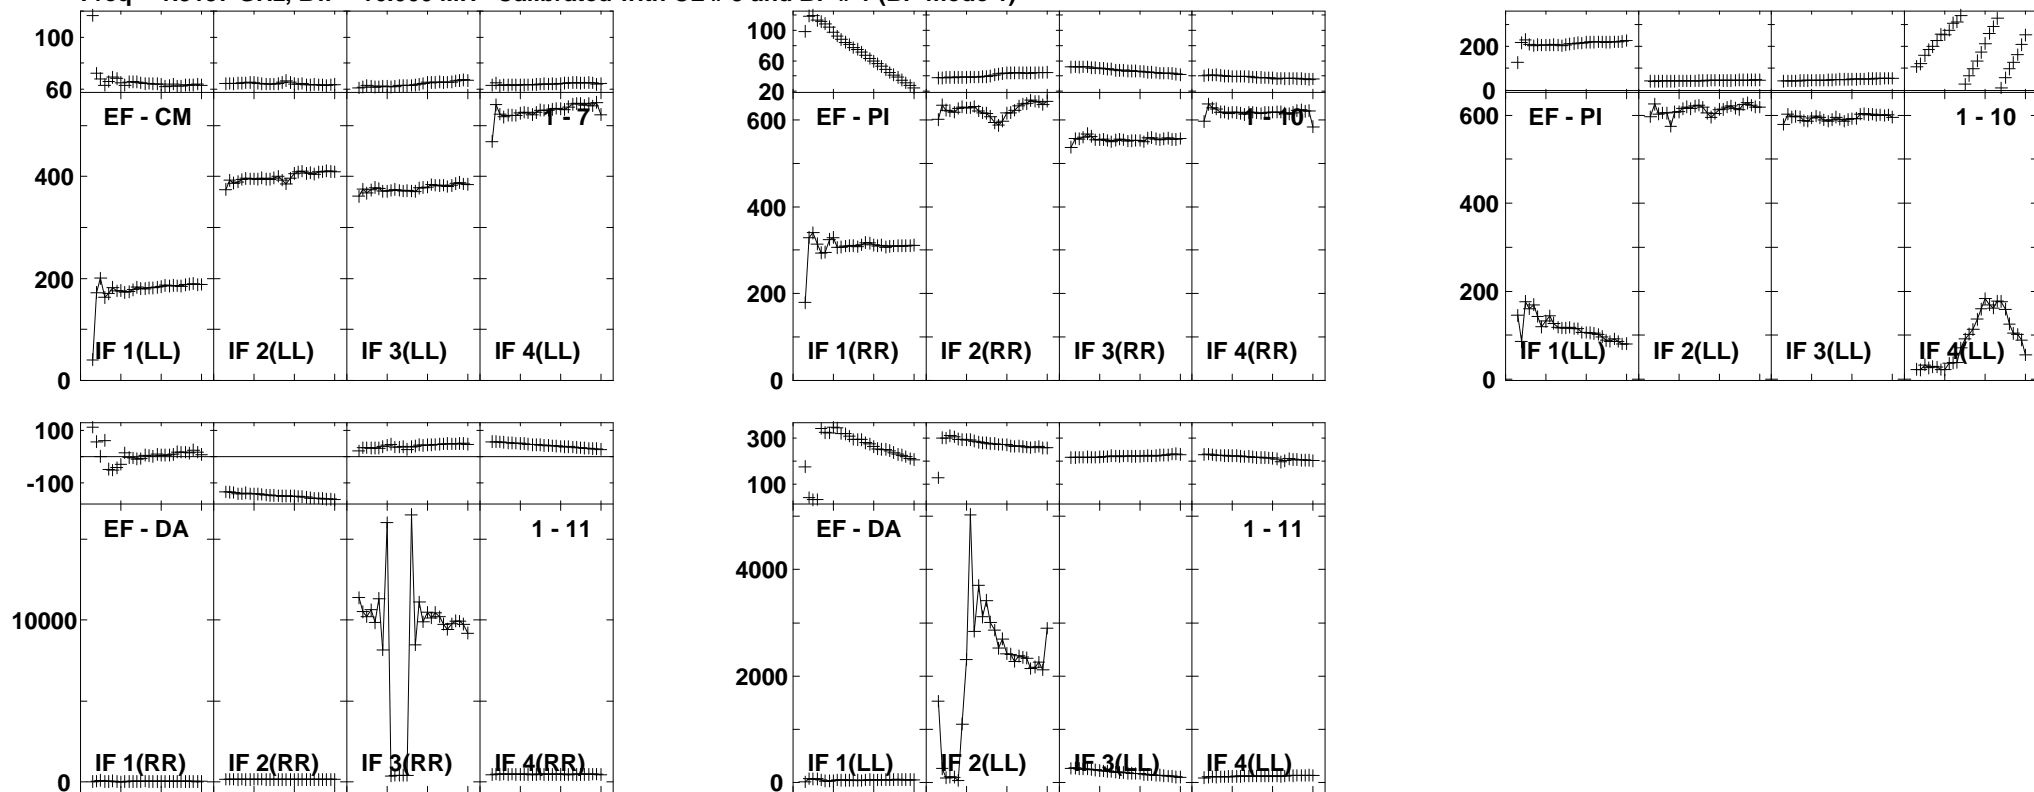 100
60
EF - CM
1 - 7
400
200
0
IF 1(LL)
IF 2(LL)
IF 3(LL)
IF 4(LL)
100
60
20
600
EF - PI
1 - 10
400
200
0
IF 1(RR)
IF 2(RR)
IF 3(RR)
IF 4(RR)
200
0
600
EF - PI
1 - 10
400
200
0
IF 1(LL)
IF 2(LL)
IF 3(LL)
IF 4(LL)
100
-100
EF - DA
1 - 11
10000
0
IF 1(RR)
IF 2(RR)
IF 3(RR)
IF 4(RR)
300
100
EF - DA
1 - 11
4000
2000
0
IF 1(LL)
IF 2(LL)
IF 3(LL)
IF 4(LL)